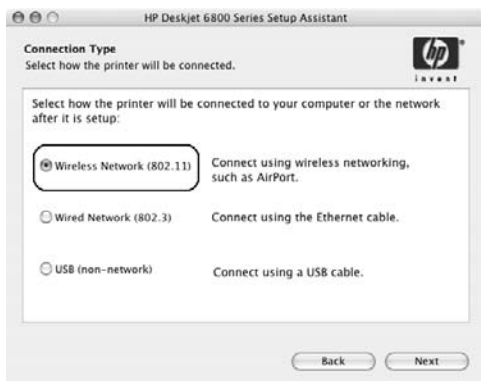 HP Deskjet 6800 Series Setup Assistant
Connection Type
Select how the printer will be connected.
hp
invent
Select how the printer will be connected to your computer or the network
after it is setup:
Wireless Network (802.11)
Connect using wireless networking,
such as AirPort.
Wired Network (802.3)
Connect using the Ethernet cable.
USB (non-network)
Connect using a USB cable.
Back
Next